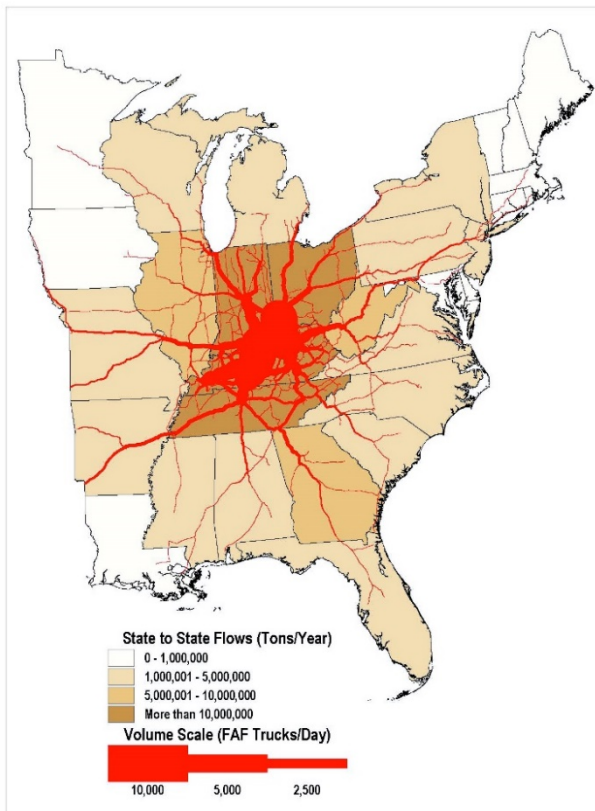 State to State Flows (Tons/Year)
0 - 1,000,000
1,000,001 - 5,000,000
5,000,001 - 10,000,000
More than 10,000,000
Volume Scale (FAF Trucks/Day)
10,000 5,000 2,500